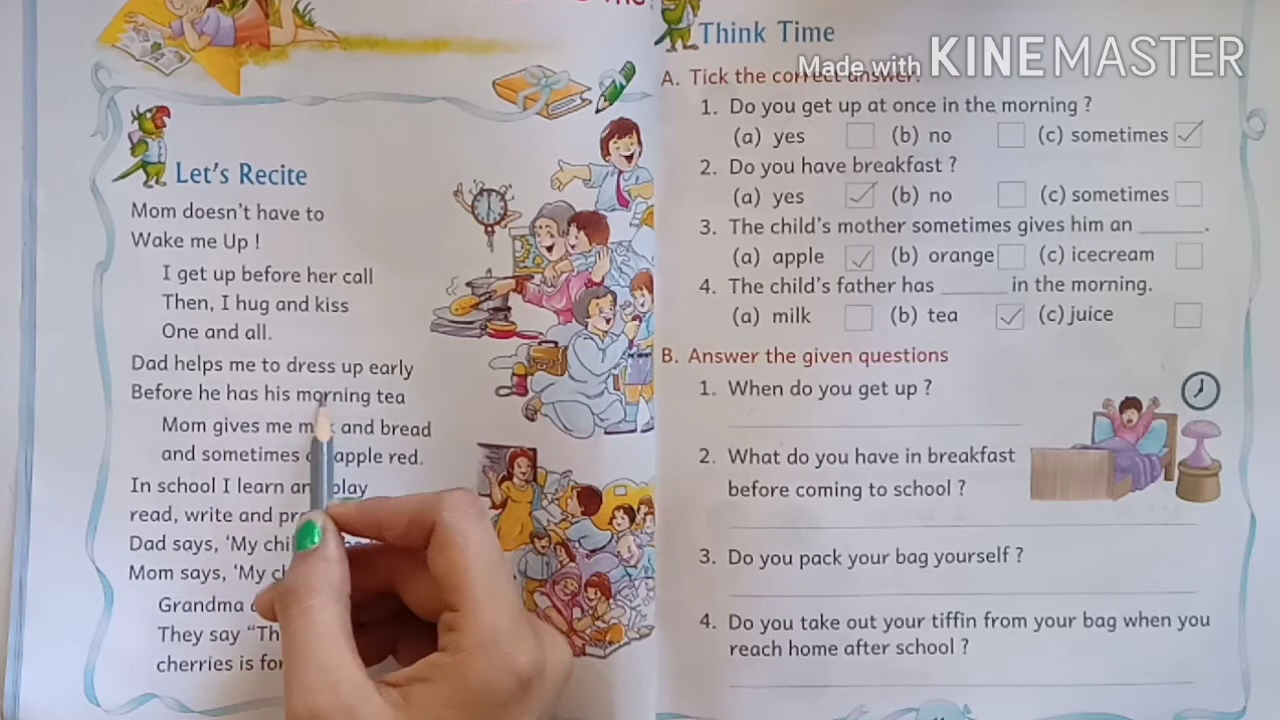 Let's Recite
Mom doesn't have to
Wake me Up !
I get up before her call
Then, I hug and kiss
One and all.
Dad helps me to dress up early
Before he has his morning tea
Mom gives me and bread
and sometimes apple red.
In school I learn and play
read, write and
Dad says, 'My
Mom says, 'My
Grandma
They say "Th
cherries is for
Think Time
Made with KINEMASTER
A. Tick the correct answer.
1. Do you get up at once in the morning ?
(a) yes (b) no (c) sometimes
2. Do you have breakfast ?
(a) yes (b) no (c) sometimes
3. The child's mother sometimes gives him an ______.
(a) apple (b) orange (c) icecream
4. The child's father has ______ in the morning.
(a) milk (b) tea (c) juice
B. Answer the given questions
1. When do you get up ?
2. What do you have in breakfast
before coming to school ?
3. Do you pack your bag yourself ?
4. Do you take out your tiffin from your bag when you
reach home after school ?